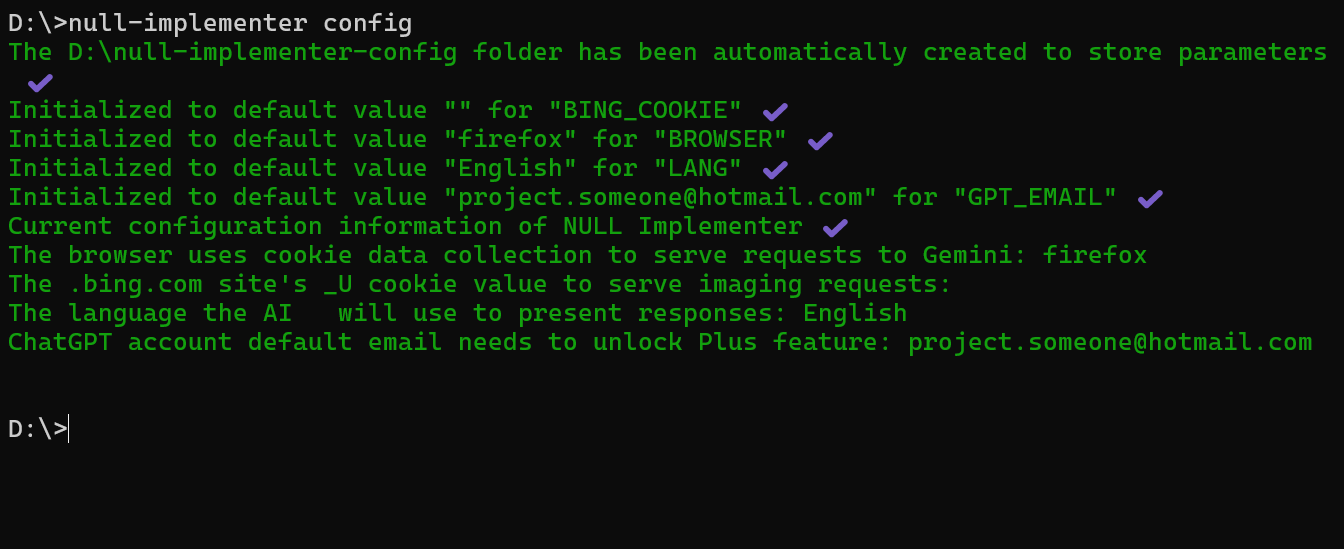 D:\>null-implementer config
The D:\null-implementer-config folder has been automatically created to store parameters
✔
Initialized to default value "" for "BING_COOKIE" ✔
Initialized to default value "firefox" for "BROWSER" ✔
Initialized to default value "English" for "LANG" ✔
Initialized to default value "project.someone@hotmail.com" for "GPT_EMAIL" ✔
Current configuration information of NULL Implementer ✔
The browser uses cookie data collection to serve requests to Gemini: firefox
The .bing.com site's _U cookie value to serve imaging requests:
The language the AI   will use to present responses: English
ChatGPT account default email needs to unlock Plus feature: project.someone@hotmail.com
D:\>